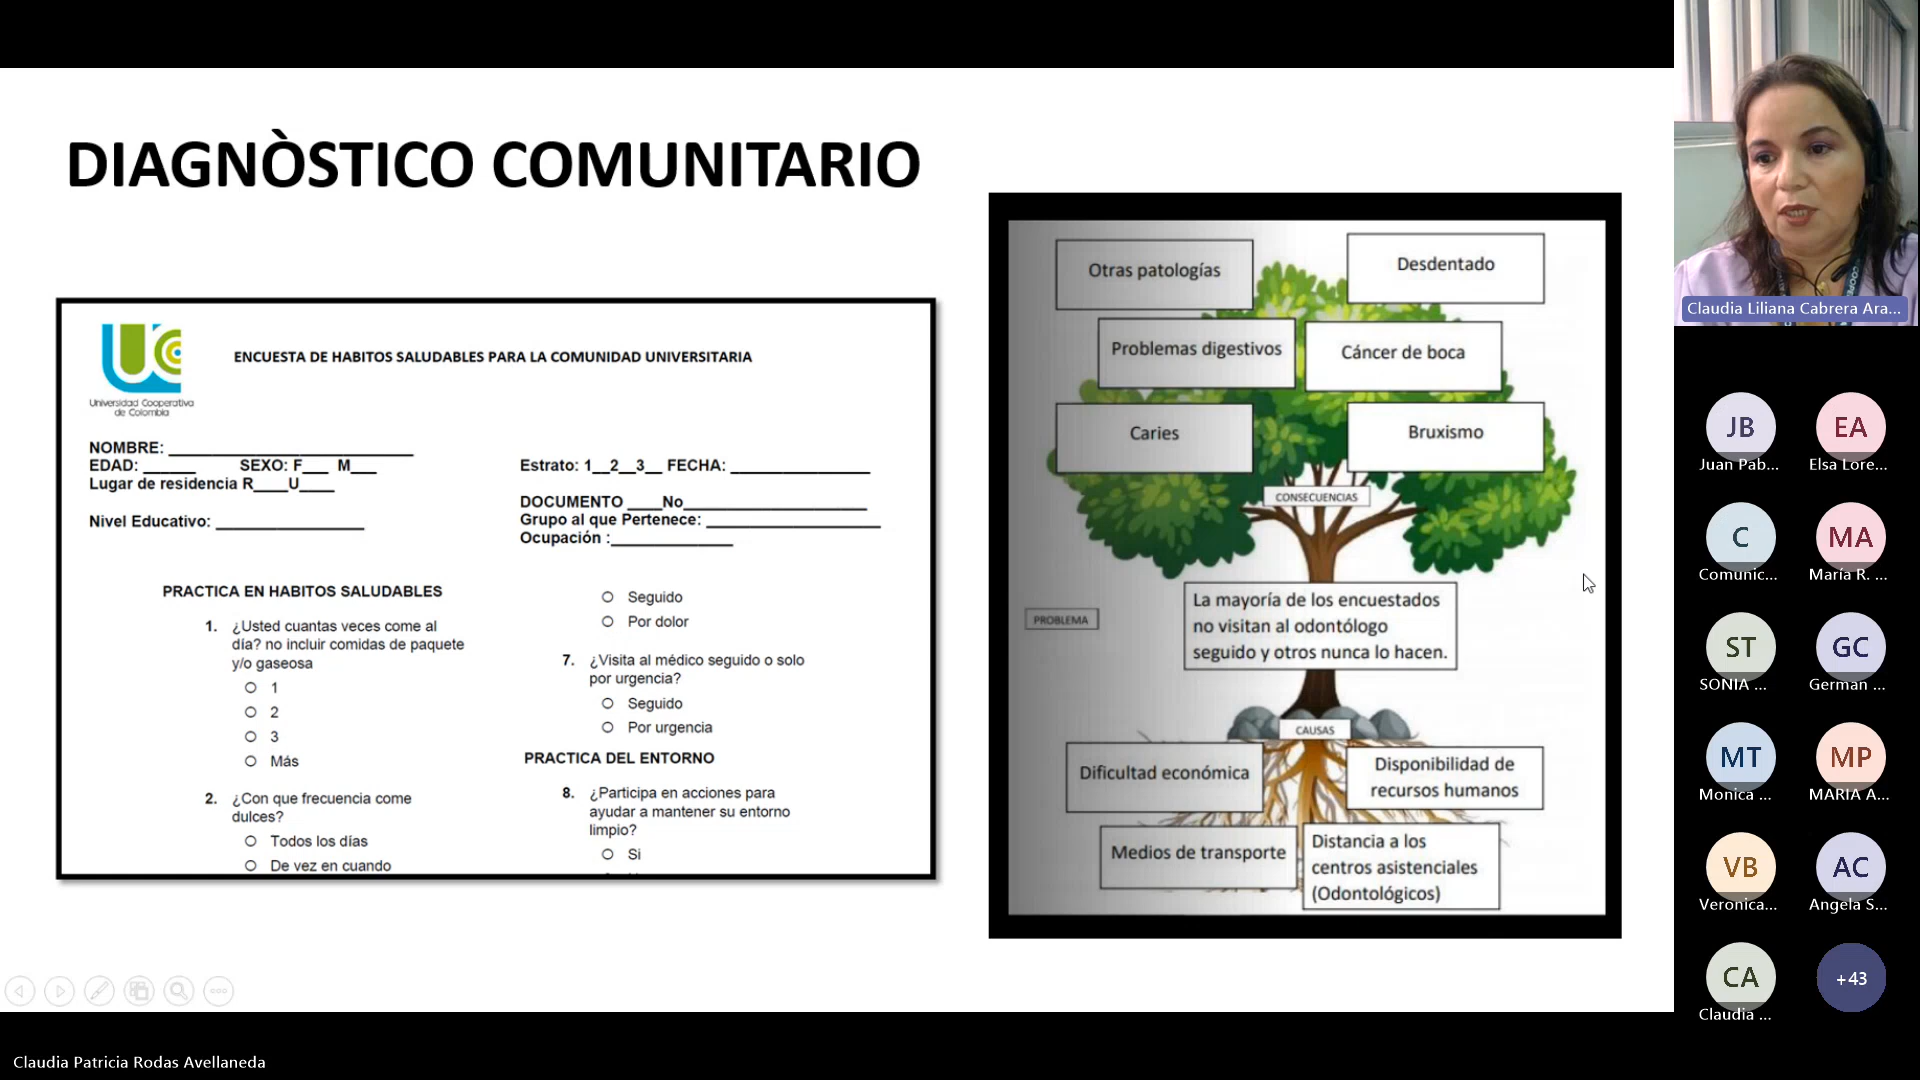 DIAGNÒSTICO COMUNITARIO
Universidad Cooperativa
de Colombia
ENCUESTA DE HABITOS SALUDABLES PARA LA COMUNIDAD UNIVERSITARIA
NOMBRE: ___________________________
EDAD: ______ SEXO: F___ M___
Lugar de residencia R____U____
Nivel Educativo: __________________
Estrato: 1__2__3__ FECHA: _________________
DOCUMENTO ____No______________________
Grupo al que Pertenece: _____________________
Ocupación :_______________
PRACTICA EN HABITOS SALUDABLES
1. ¿Usted cuantas veces come al
día? no incluir comidas de paquete
y/o gaseosa
1
2
3
Más
2. ¿Con que frecuencia come
dulces?
Todos los días
De vez en cuando
Seguido
Por dolor
7. ¿Visita al médico seguido o solo
por urgencia?
Seguido
Por urgencia
PRACTICA DEL ENTORNO
8. ¿Participa en acciones para
ayudar a mantener su entorno
limpio?
Si
Otras patologías
Desdentado
Problemas digestivos
Cáncer de boca
Caries
Bruxismo
CONSECUENCIAS
PROBLEMA
La mayoría de los encuestados
no visitan al odontólogo
seguido y otros nunca lo hacen.
CAUSAS
Dificultad económica
Disponibilidad de
recursos humanos
Medios de transporte
Distancia a los
centros asistenciales
(Odontológicos)
Claudia Liliana Cabrera Ara...
JB
Juan Pab...
EA
Elsa Lore...
C
Comunic...
MA
María R. ...
ST
SONIA ...
GC
German ...
MT
Monica ...
MP
MARIA A...
VB
Veronica...
AC
Angela S...
CA
Claudia ...
+43
Claudia Patricia Rodas Avellaneda